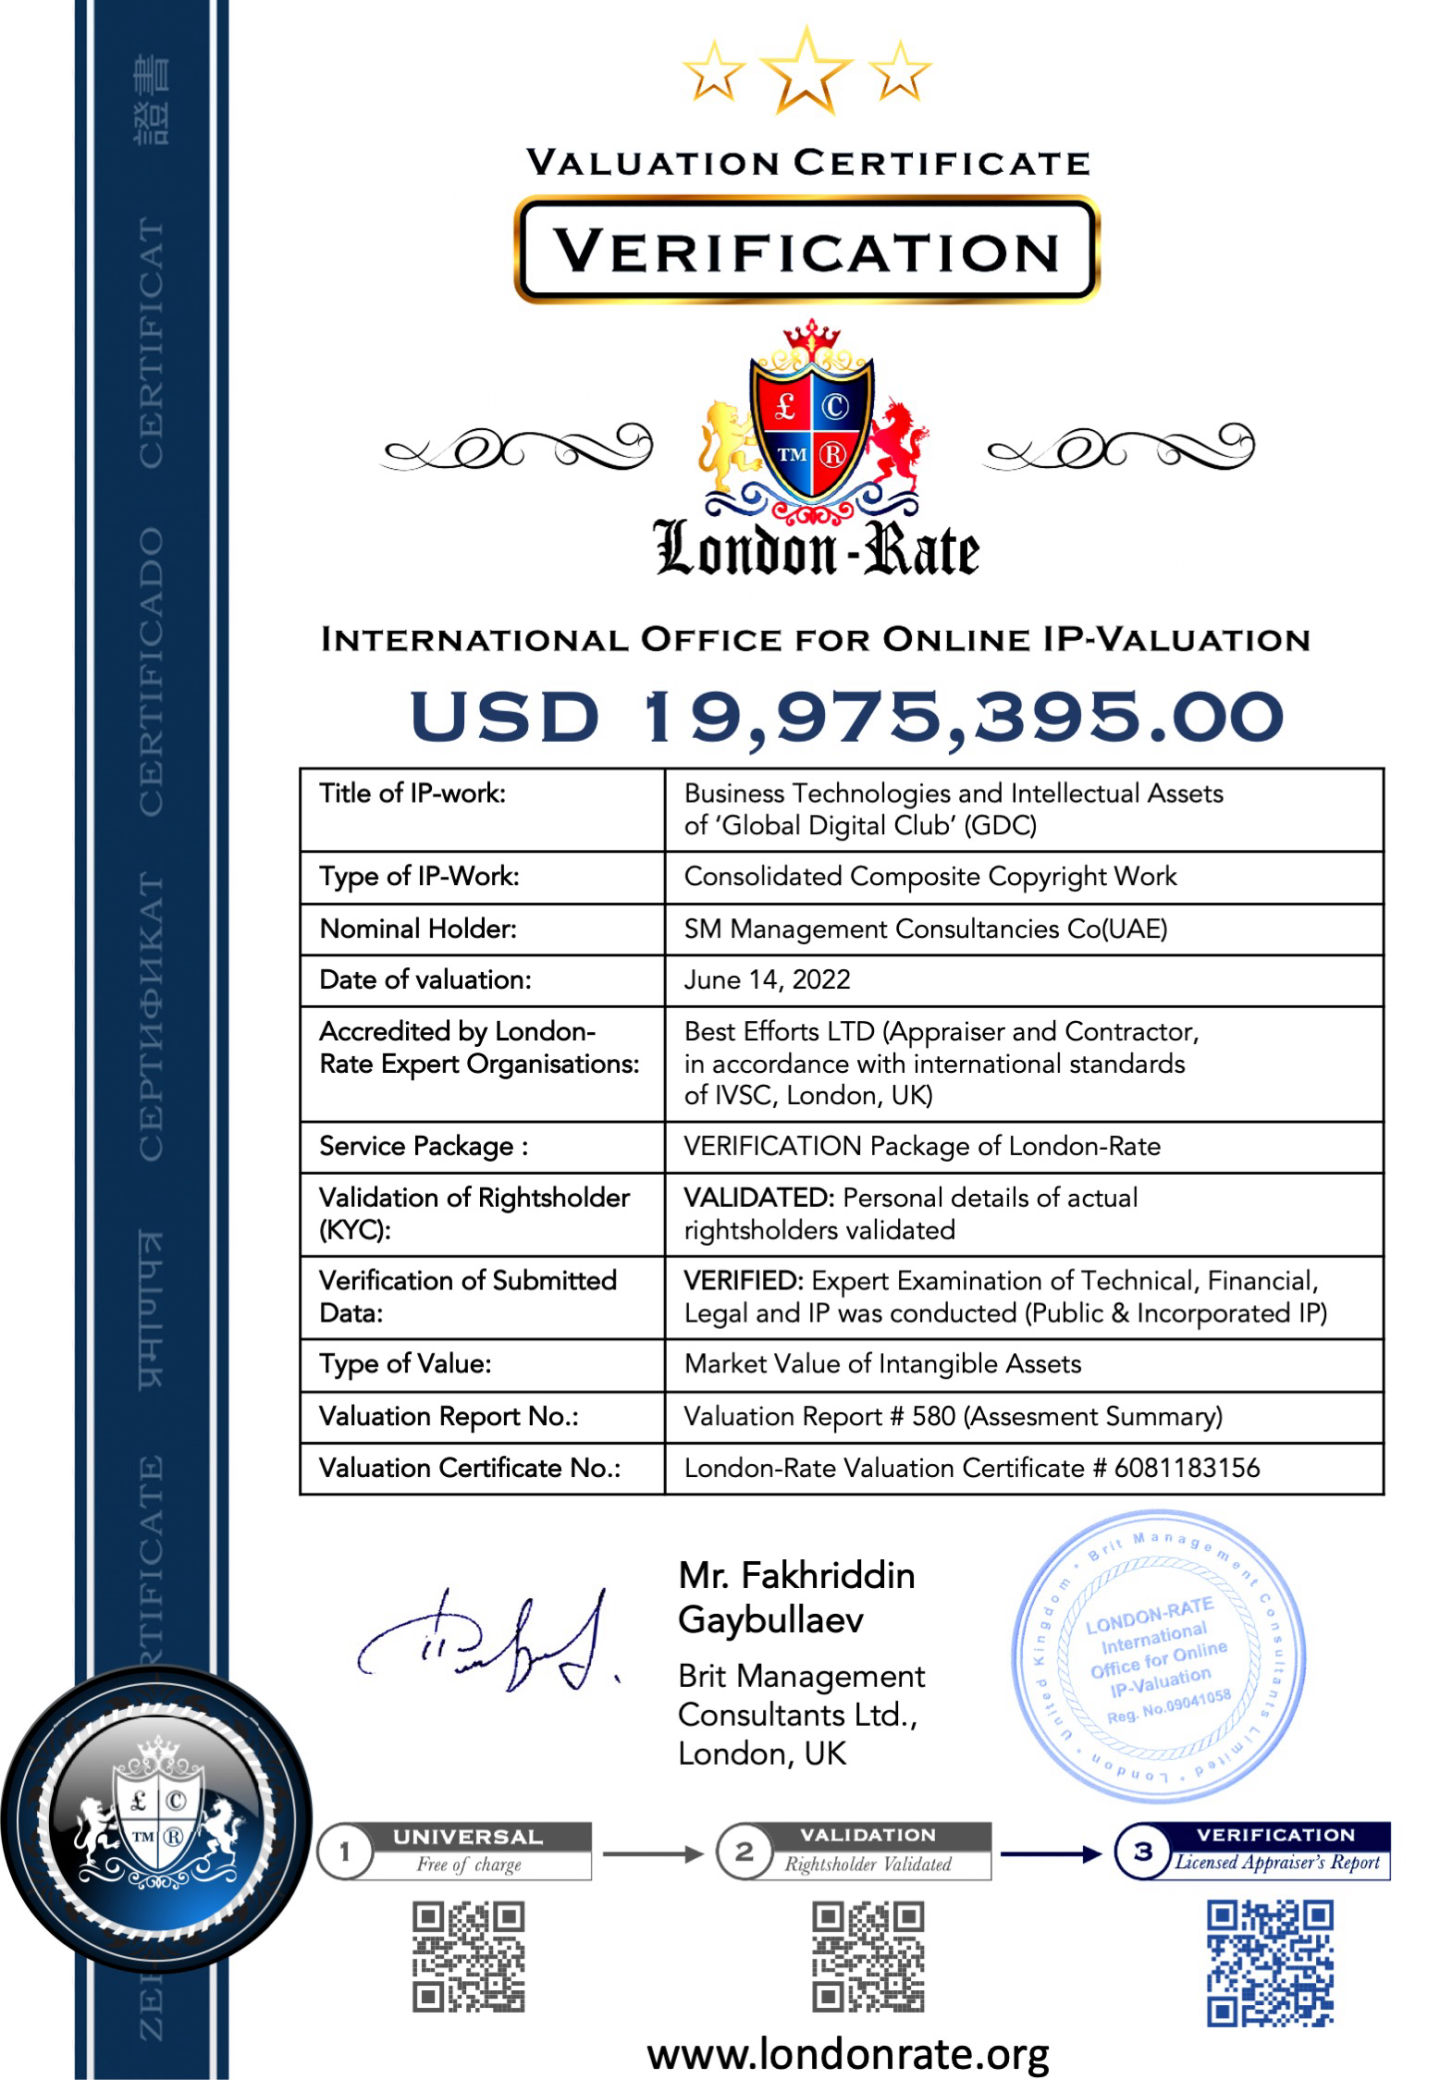 VALUATION CERTIFICATE
VERIFICATION
£ ©
TM ®
London-Rate
INTERNATIONAL OFFICE FOR ONLINE IP-VALUATION
USD 19,975,395.00
Title of IP-work:
Business Technologies and Intellectual Assets
of ‘Global Digital Club’ (GDC)
Type of IP-Work:
Consolidated Composite Copyright Work
Nominal Holder:
SM Management Consultancies Co(UAE)
Date of valuation:
June 14, 2022
Accredited by London-
Rate Expert Organisations:
Best Efforts LTD (Appraiser and Contractor,
in accordance with international standards
of IVSC, London, UK)
Service Package :
VERIFICATION Package of London-Rate
Validation of Rightsholder
(KYC):
VALIDATED: Personal details of actual
rightsholders validated
Verification of Submitted
Data:
VERIFIED: Expert Examination of Technical, Financial,
Legal and IP was conducted (Public & Incorporated IP)
Type of Value:
Market Value of Intangible Assets
Valuation Report No.:
Valuation Report # 580 (Assesment Summary)
Valuation Certificate No.:
London-Rate Valuation Certificate # 6081183156
Mr. Fakhriddin
Gaybullaev
Brit Management
Consultants Ltd.,
London, UK
Brit Management Consultants Limited • London • United Kingdom •
LONDON-RATE
International
Office for Online
IP-Valuation
Reg. No.09041058
1 UNIVERSAL
Free of charge
2 VALIDATION
Rightsholder Validated
3 VERIFICATION
Licensed Appraiser’s Report
www.londonrate.org
ZE RTIFICATE प्रमाणपत्र СЕРТИФИКАТ CERTIFICADO CERTIFICAT 證書
£ ©
TM ®